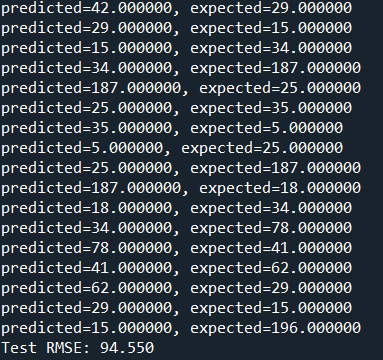 predicted=42.000000, expected=29.000000
predicted=29.000000, expected=15.000000
predicted=15.000000, expected=34.000000
predicted=34.000000, expected=187.000000
predicted=187.000000, expected=25.000000
predicted=25.000000, expected=35.000000
predicted=35.000000, expected=5.000000
predicted=5.000000, expected=25.000000
predicted=25.000000, expected=187.000000
predicted=187.000000, expected=18.000000
predicted=18.000000, expected=34.000000
predicted=34.000000, expected=78.000000
predicted=78.000000, expected=41.000000
predicted=41.000000, expected=62.000000
predicted=62.000000, expected=29.000000
predicted=29.000000, expected=15.000000
predicted=15.000000, expected=196.000000
Test RMSE: 94.550